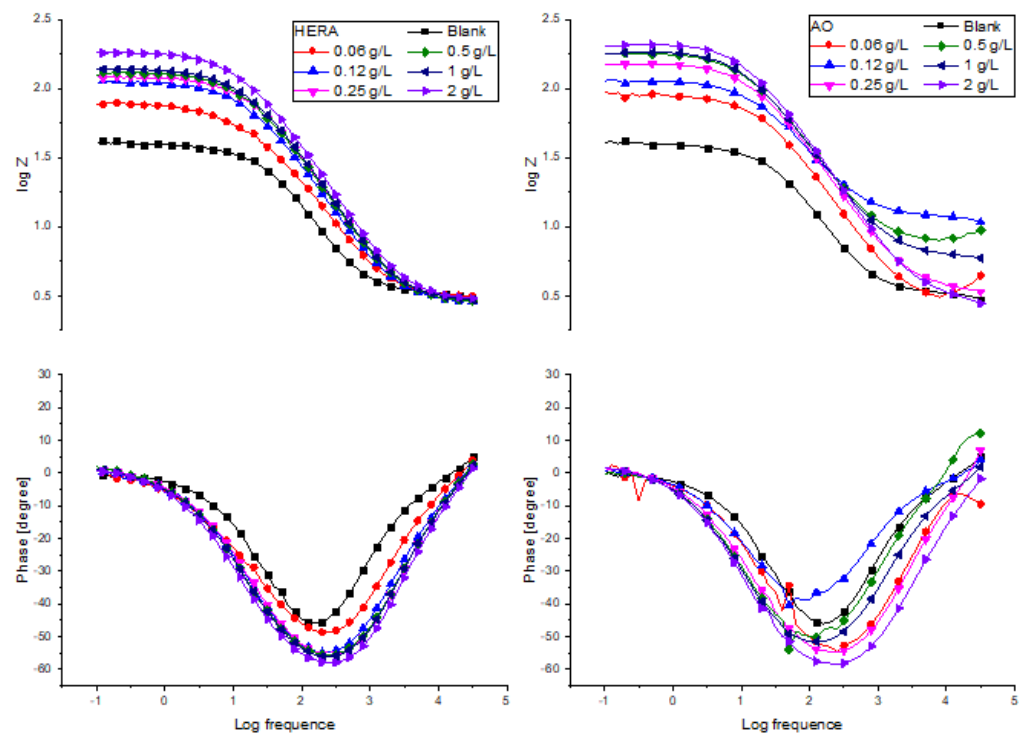 HERA
Blank
0.06 g/L
0.5 g/L
0.12 g/L
1 g/L
0.25 g/L
2 g/L
2.5
2.0
1.5
1.0
0.5
log Z
AO
Blank
0.06 g/L
0.5 g/L
0.12 g/L
1 g/L
0.25 g/L
2 g/L
2.5
2.0
1.5
1.0
0.5
log Z
30
20
10
0
-10
-20
-30
-40
-50
-60
Phase [degree]
-1
0
1
2
3
4
5
Log frequence
30
20
10
0
-10
-20
-30
-40
-50
-60
Phase [degree]
-1
0
1
2
3
4
5
Log frequence